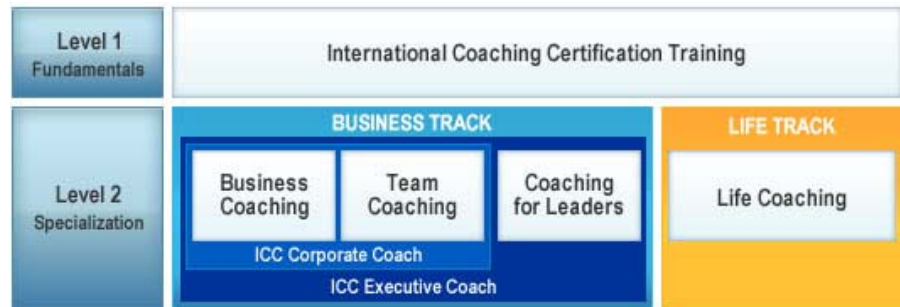 Level 1
Fundamentals
International Coaching Certification Training
Level 2
Specialization
BUSINESS TRACK
Business
Coaching
Team
Coaching
Coaching
for Leaders
ICC Corporate Coach
ICC Executive Coach
LIFE TRACK
Life Coaching